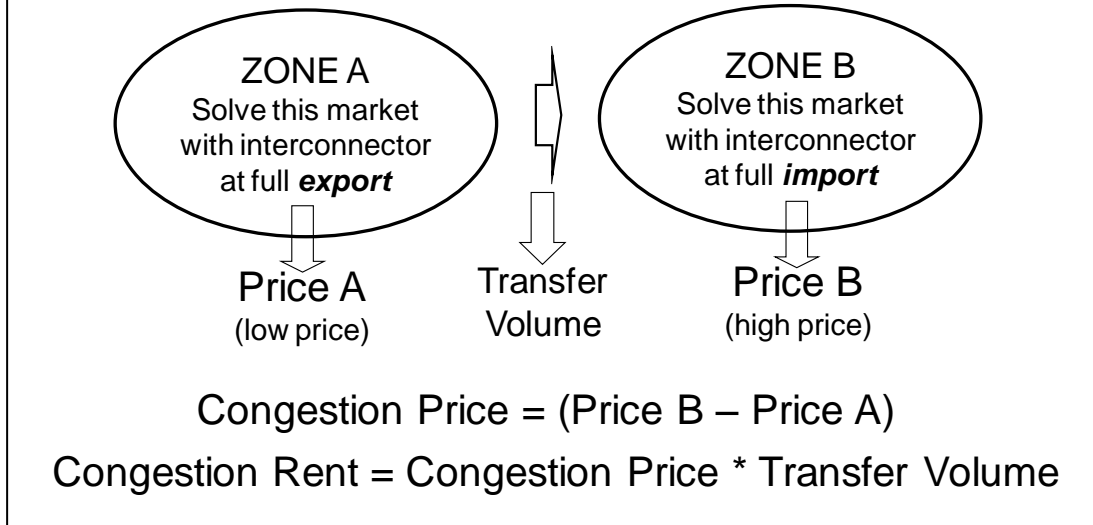 ZONE A
Solve this market
with interconnector
at full export
ZONE B
Solve this market
with interconnector
at full import
Price A
(low price)
Transfer
Volume
Price B
(high price)
Congestion Price = (Price B – Price A)
Congestion Rent = Congestion Price * Transfer Volume